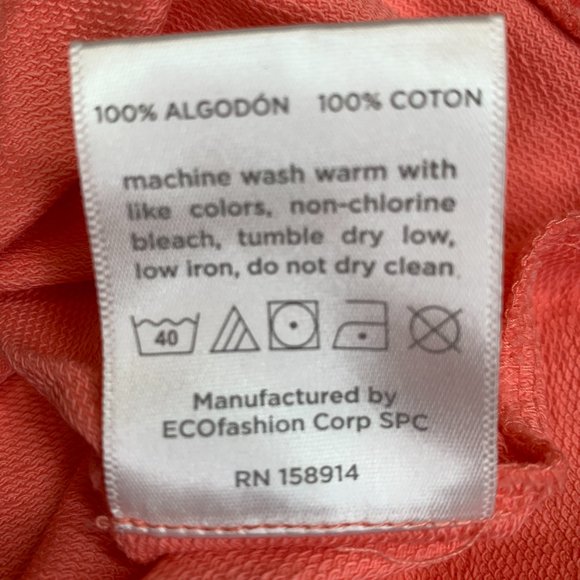 100% ALGODÓN 100% COTON
machine wash warm with
like colors, non-chlorine
bleach, tumble dry low,
low iron, do not dry clean
40
Manufactured by
ECOfashion Corp SPC
RN 158914